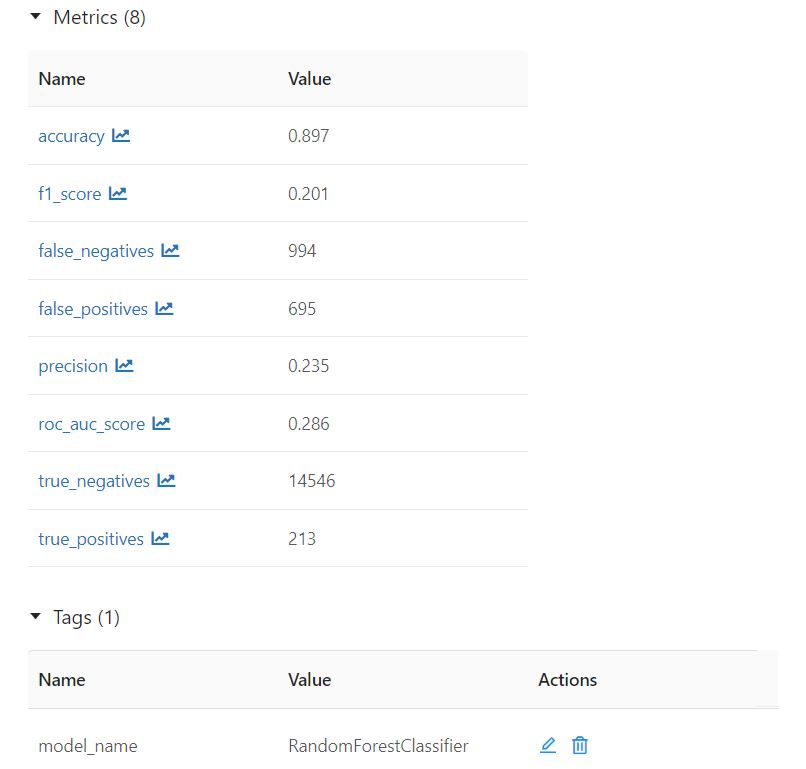 Metrics (8)
Name Value
accuracy 0.897
f1_score 0.201
false_negatives 994
false_positives 695
precision 0.235
roc_auc_score 0.286
true_negatives 14546
true_positives 213
Tags (1)
Name Value Actions
model_name RandomForestClassifier